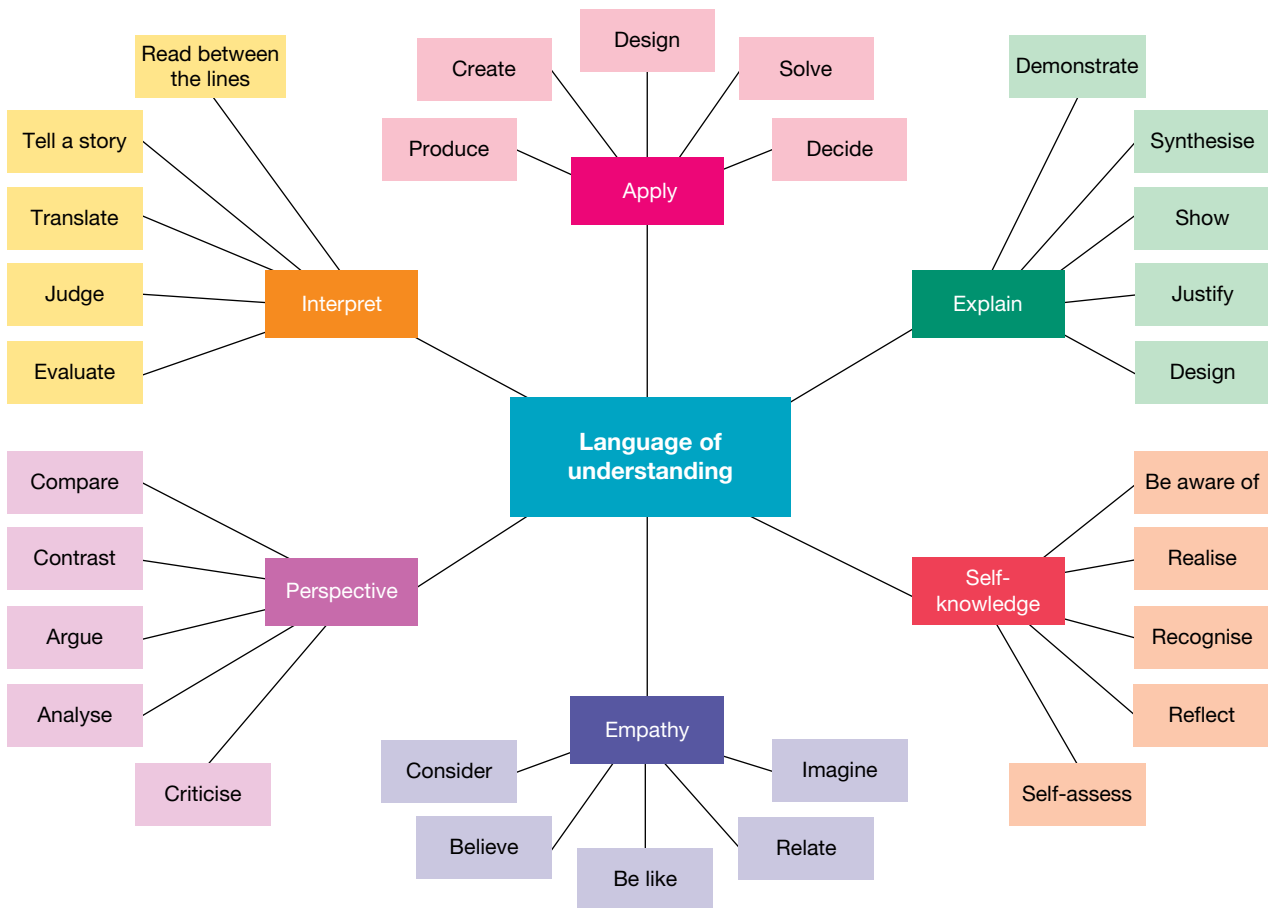 Read between
the lines
Tell a story
Translate
Judge
Evaluate
Interpret
Produce
Create
Design
Solve
Decide
Apply
Demonstrate
Synthesise
Show
Justify
Design
Explain
Language of
understanding
Compare
Contrast
Argue
Analyse
Criticise
Perspective
Empathy
Consider
Believe
Be like
Relate
Imagine
Self-
knowledge
Be aware of
Realise
Recognise
Reflect
Self-assess